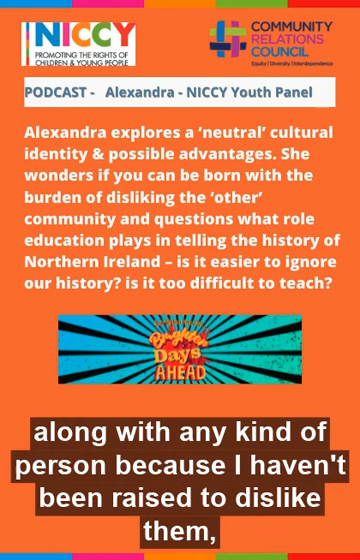 NICCY
PROMOTING THE RIGHTS OF
CHILDREN & YOUNG PEOPLE
COMMUNITY
RELATIONS
COUNCIL
Equity | Diversity | Interdependence
PODCAST - Alexandra - NICCY Youth Panel
Alexandra explores a ‘neutral’ cultural
identity & possible advantages. She
wonders if you can be born with the
burden of disliking the ‘other’
community and questions what role
education plays in telling the history of
Northern Ireland – is it easier to ignore
our history? is it too difficult to teach?
Brighter
Days
AHEAD
along with any kind of
person because I haven't
been raised to dislike
them,